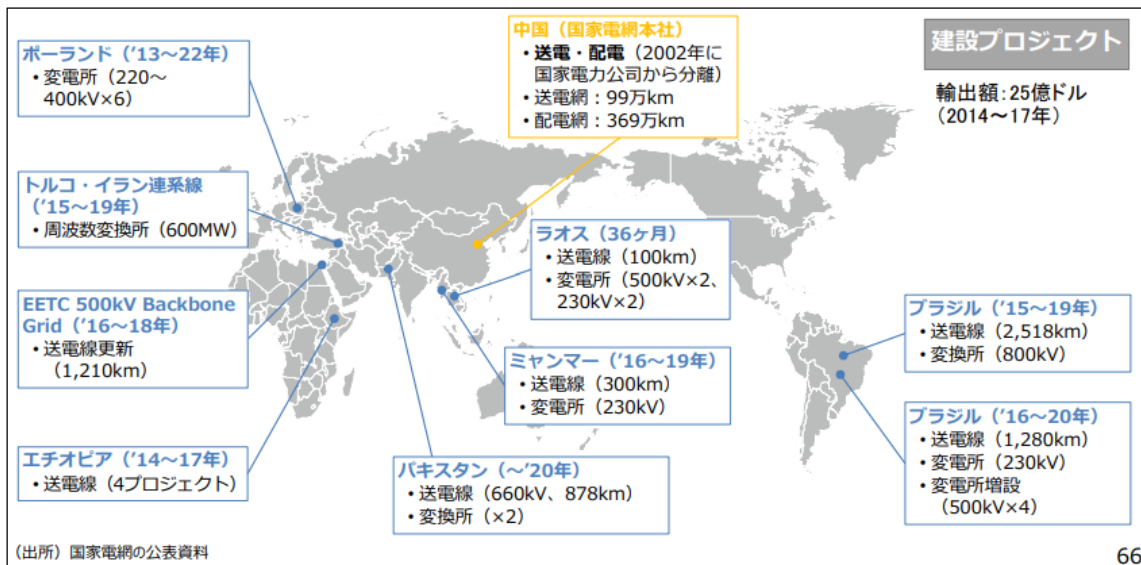 建設プロジェクト
輸出額:25億ドル
(2014~17年)
中国(国家電網本社)
・送電・配電(2002年に
国家電力公司から分離)
・送電網:99万km
・配電網:369万km
ポーランド('13~22年)
・変電所(220~
400kV×6)
トルコ・イラン連系線
('15~19年)
・周波数変換所(600MW)
EETC 500kV Backbone
Grid('16~18年)
・送電線更新
(1,210km)
エチオピア('14~17年)
・送電線(4プロジェクト)
ラオス(36ヶ月)
・送電線(100km)
・変電所(500kV×2、
230kV×2)
ミャンマー('16~19年)
・送電線(300km)
・変電所(230kV)
パキスタン(~'20年)
・送電線(660kV、878km)
・変換所(×2)
ブラジル('15~19年)
・送電線(2,518km)
・変換所(800kV)
ブラジル('16~20年)
・送電線(1,280km)
・変電所(230kV)
・変電所増設
(500kV×4)
(出所)国家電網の公表資料
66